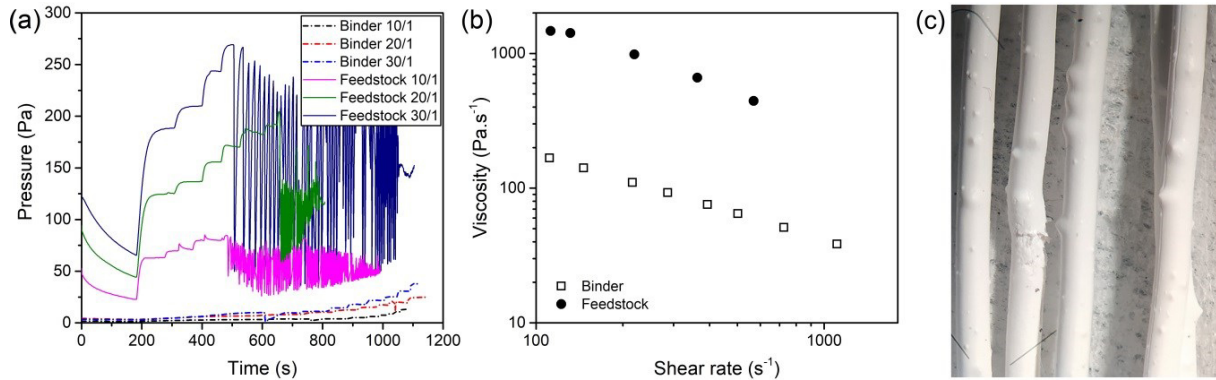 (a)
300
250
200
150
100
50
0
Pressure (Pa)
0 200 400 600 800 1000 1200
Time (s)
Binder 10/1
Binder 20/1
Binder 30/1
Feedstock 10/1
Feedstock 20/1
Feedstock 30/1
(b)
1000
100
10
Viscosity (Pa.s⁻¹)
100 1000
Shear rate (s⁻¹)
Binder
Feedstock
(c)